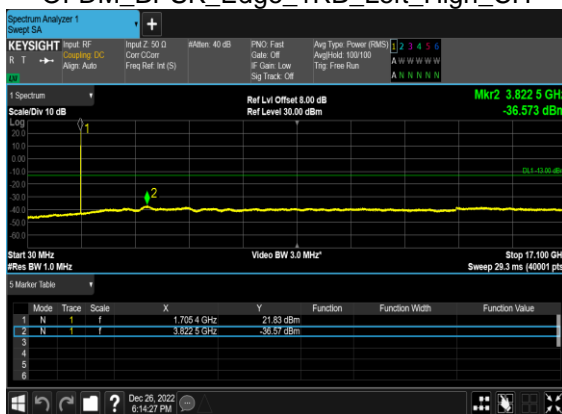 Spectrum Analyzer 1
Swept SA
+
KEYSIGHT Input: RF Input Z: 50 Ω #Atten: 40 dB PNO: Fast Avg Type: Power (RMS) 1 2 3 4 5 6
R T Coupling: DC Corr CCorr Gate: Off Avg|Hold: 100/100 A W W W W W
Align: Auto Freq Ref: Int (S) IF Gain: Low Trig: Free Run
Sig Track: Off A N N N N N
1 Spectrum Ref Lvl Offset 8.00 dB Mkr2 3.822 5 GHz
Scale/Div 10 dB Ref Level 30.00 dBm -36.573 dBm
Log
20.0
10.0
0.00
-10.0
-20.0
-30.0
-40.0
-50.0
-60.0
1
2
DL1 -13.00 dBm
Start 30 MHz Video BW 3.0 MHz* Stop 17.100 GHz
#Res BW 1.0 MHz Sweep 29.3 ms (40001 pts)
5 Marker Table
Mode Trace Scale X Y Function Function Width Function Value
1 N 1 f 1.705 4 GHz 21.83 dBm
2 N 1 f 3.822 5 GHz -36.57 dBm
3
4
5
6
? Dec 26, 2022
6:14:27 PM